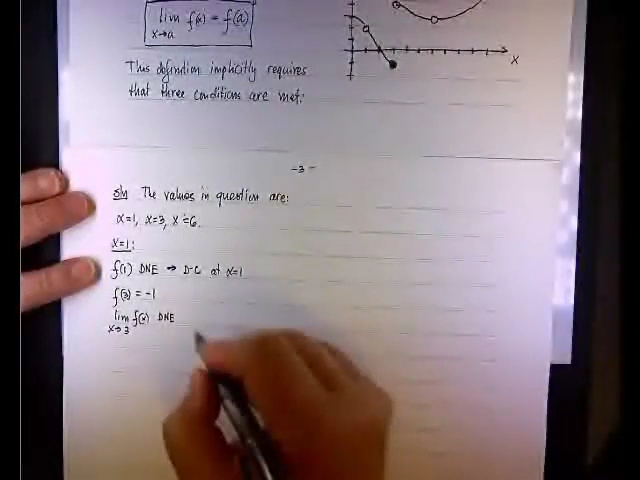 lim f(x) = f(a)
x→a
x
This definition implicitly requires
that three conditions are met:
-3-
soln The values in question are:
x=1, x=3, x=6.
x=1:
f(1) DNE → D-C at x=1
f(3) = -1
lim f(x) DNE
x→3